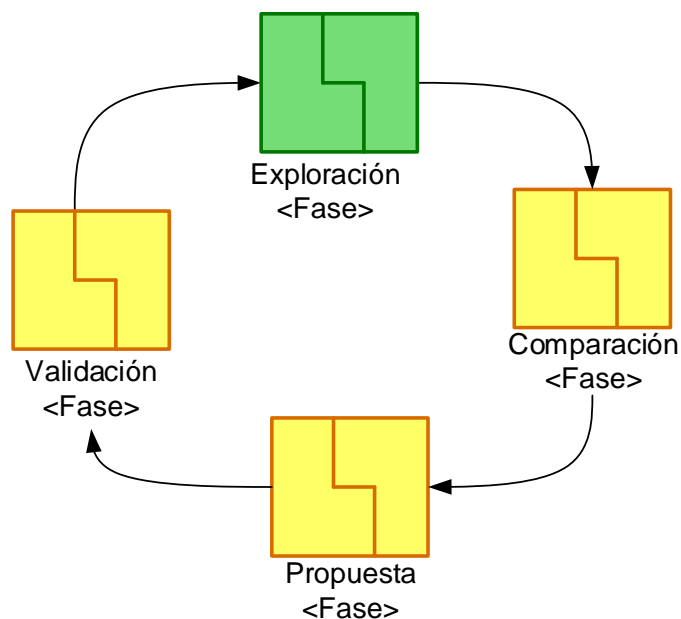 Exploración
<Fase>
Comparación
<Fase>
Propuesta
<Fase>
Validación
<Fase>